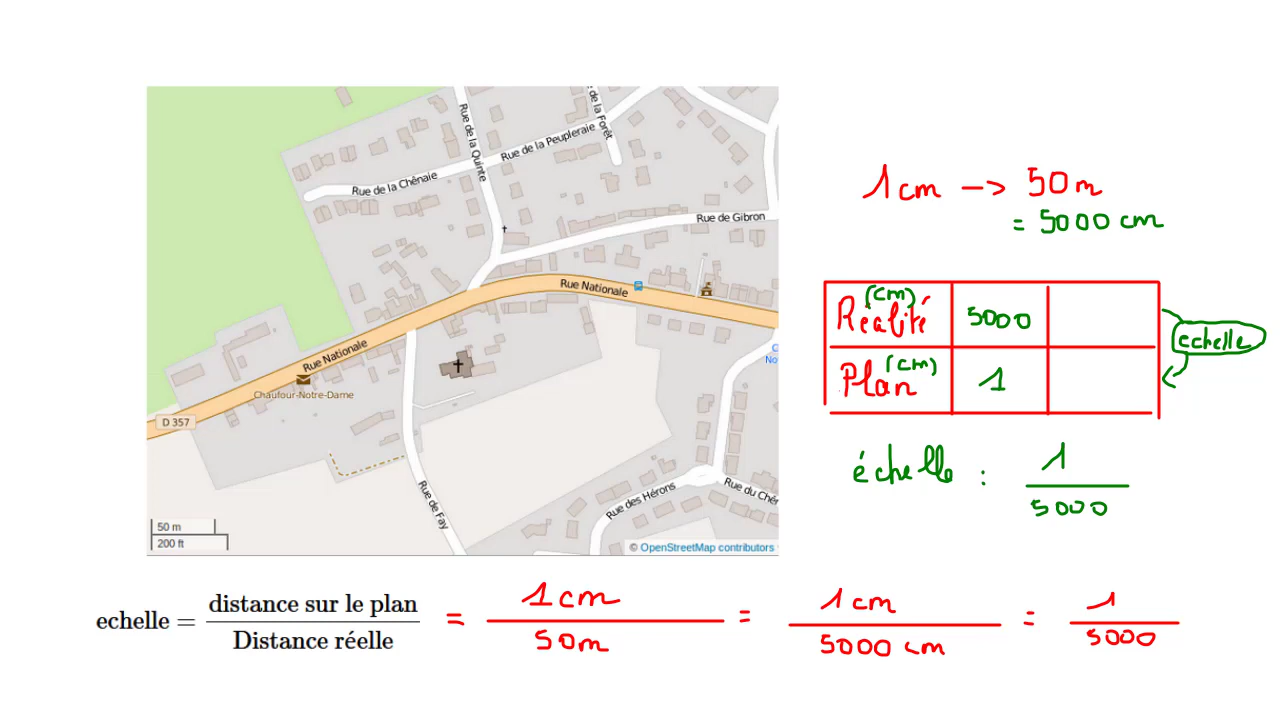 Rue de la Quinte
de la Forêt
Rue de la Peupleraie
Rue de la Chênaie
Rue de Gibron
Rue Nationale
Rue Nationale
Chaufour-Notre-Dame
D 357
Rue de Fay
Rue des Hérons
Rue du Chên
50 m
200 ft
© OpenStreetMap contributors
1 cm -> 50 m
= 5000 cm
Réalité (cm) 5000
Plan (cm) 1
echelle
échelle : 1
5000
echelle = distance sur le plan / Distance réelle = 1 cm / 50 m = 1 cm / 5000 cm = 1 / 5000